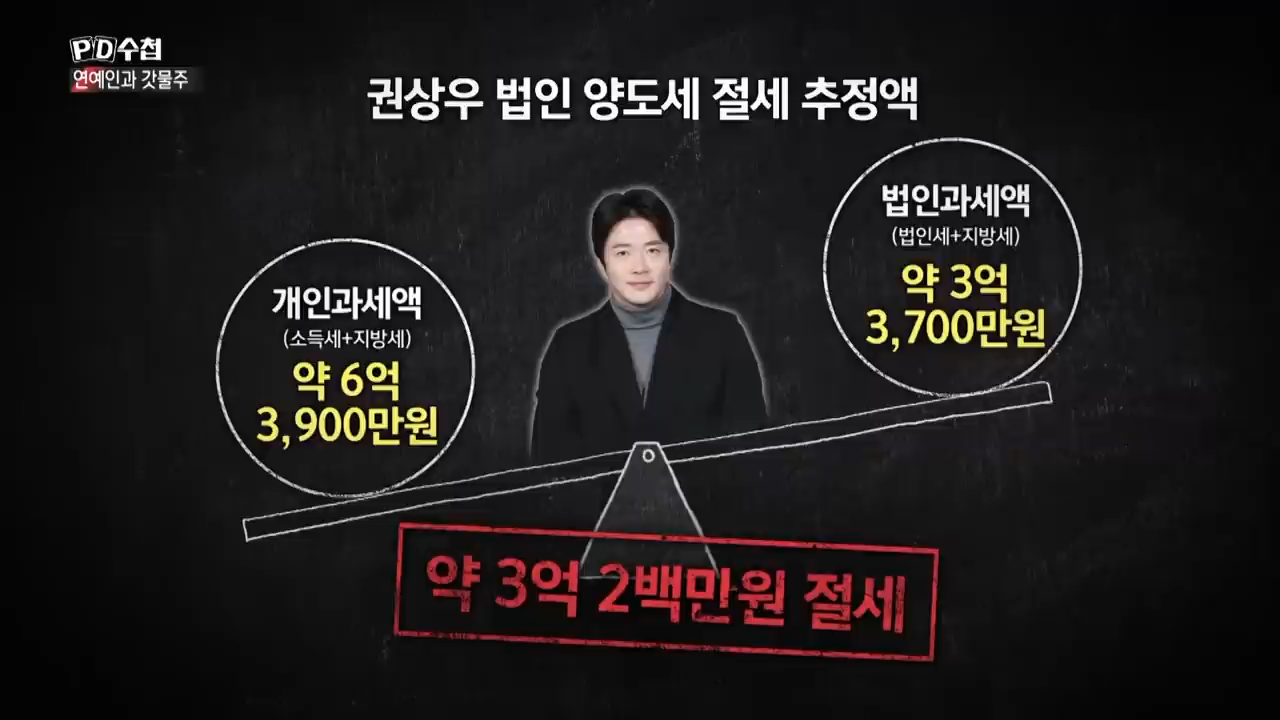 PD수첩
연예인과 갓물주
권상우 법인 양도세 절세 추정액
법인과세액
(법인세+지방세)
약 3억
3,700만원
개인과세액
(소득세+지방세)
약 6억
3,900만원
약 3억 2백만원 절세